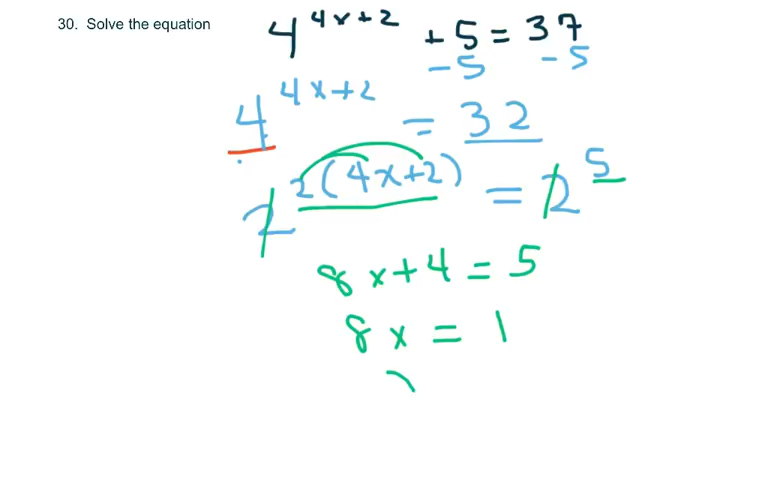 30. Solve the equation 4^(4x+2) + 5 = 37
- 5 - 5
4^(4x+2) = 32
2^(2(4x+2)) = 2^5
8x + 4 = 5
8x = 1